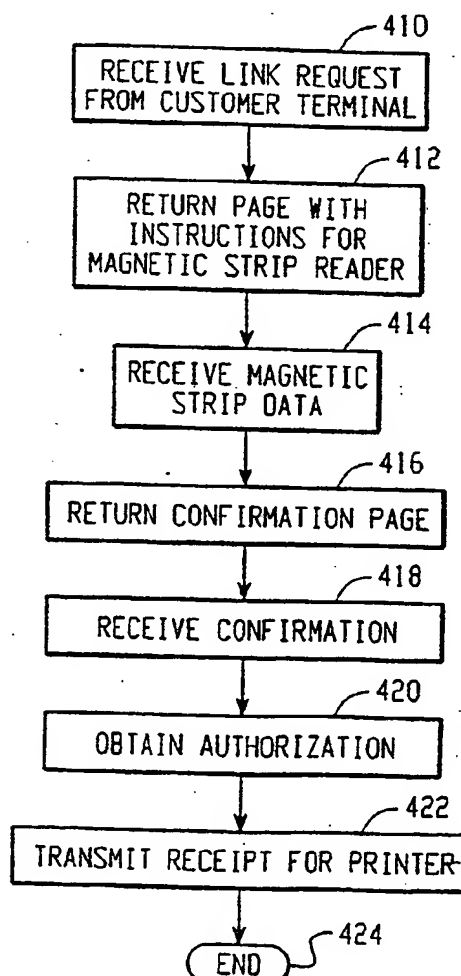 410
RECEIVE LINK REQUEST
FROM CUSTOMER TERMINAL
412
RETURN PAGE WITH
INSTRUCTIONS FOR
MAGNETIC STRIP READER
414
RECEIVE MAGNETIC
STRIP DATA
416
RETURN CONFIRMATION PAGE
418
RECEIVE CONFIRMATION
420
OBTAIN AUTHORIZATION
422
TRANSMIT RECEIPT FOR PRINTER
424
END